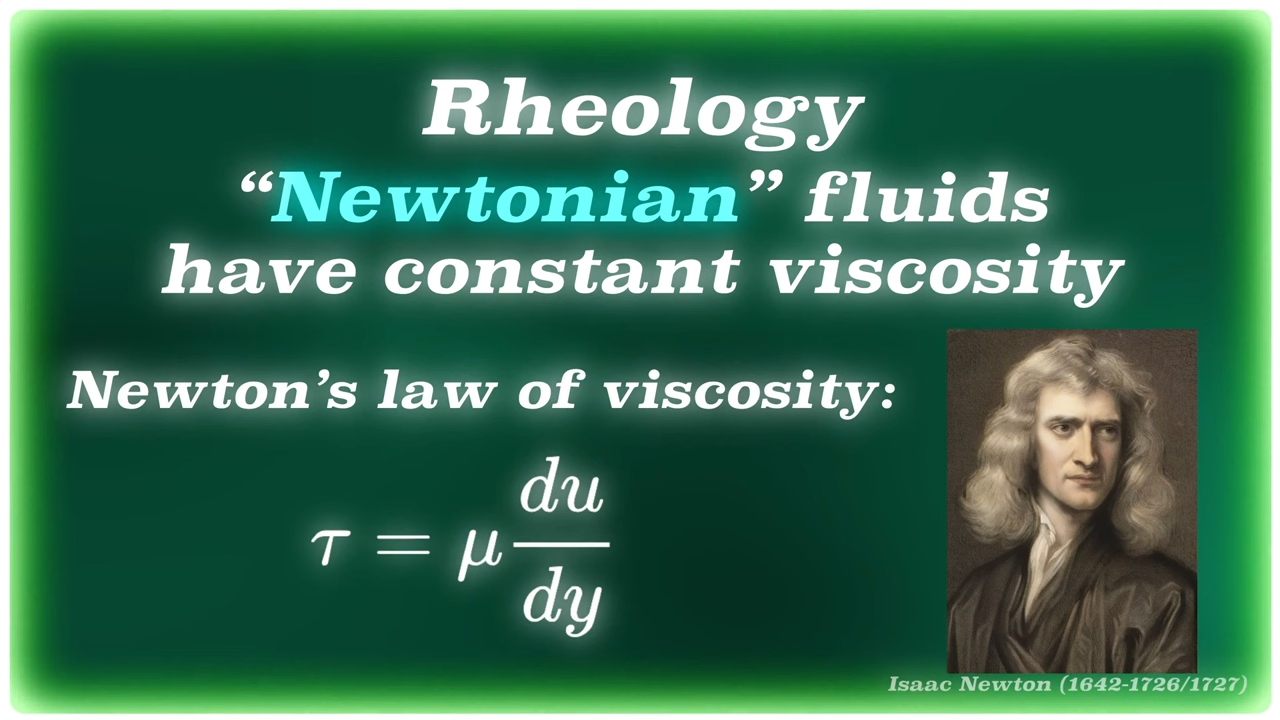 Rheology
“Newtonian” fluids
have constant viscosity
Newton’s law of viscosity:
τ = μ du/dy
Isaac Newton (1642-1726/1727)